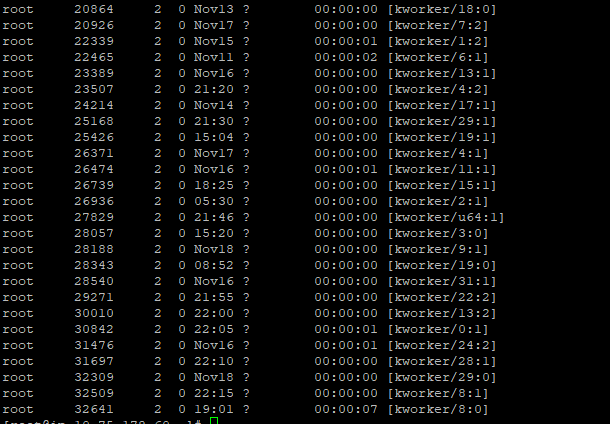 root 20864 2 0 Nov13 ? 00:00:00 [kworker/18:0]
root 20926 2 0 Nov17 ? 00:00:00 [kworker/7:2]
root 22339 2 0 Nov15 ? 00:00:01 [kworker/1:2]
root 22465 2 0 Nov11 ? 00:00:02 [kworker/6:1]
root 23389 2 0 Nov16 ? 00:00:00 [kworker/13:1]
root 23507 2 0 21:20 ? 00:00:00 [kworker/4:2]
root 24214 2 0 Nov14 ? 00:00:00 [kworker/17:1]
root 25168 2 0 21:30 ? 00:00:00 [kworker/29:1]
root 25426 2 0 15:04 ? 00:00:00 [kworker/19:1]
root 26371 2 0 Nov17 ? 00:00:00 [kworker/4:1]
root 26474 2 0 Nov16 ? 00:00:01 [kworker/11:1]
root 26739 2 0 18:25 ? 00:00:00 [kworker/15:1]
root 26936 2 0 05:30 ? 00:00:00 [kworker/2:1]
root 27829 2 0 21:46 ? 00:00:00 [kworker/u64:1]
root 28057 2 0 15:20 ? 00:00:00 [kworker/3:0]
root 28188 2 0 Nov18 ? 00:00:00 [kworker/9:1]
root 28343 2 0 08:52 ? 00:00:00 [kworker/19:0]
root 28540 2 0 Nov16 ? 00:00:00 [kworker/31:1]
root 29271 2 0 21:55 ? 00:00:00 [kworker/22:2]
root 30010 2 0 22:00 ? 00:00:00 [kworker/13:2]
root 30842 2 0 22:05 ? 00:00:01 [kworker/0:1]
root 31476 2 0 Nov16 ? 00:00:01 [kworker/24:2]
root 31697 2 0 22:10 ? 00:00:00 [kworker/28:1]
root 32309 2 0 Nov18 ? 00:00:00 [kworker/29:0]
root 32509 2 0 22:15 ? 00:00:00 [kworker/8:1]
root 32641 2 0 19:01 ? 00:00:07 [kworker/8:0]